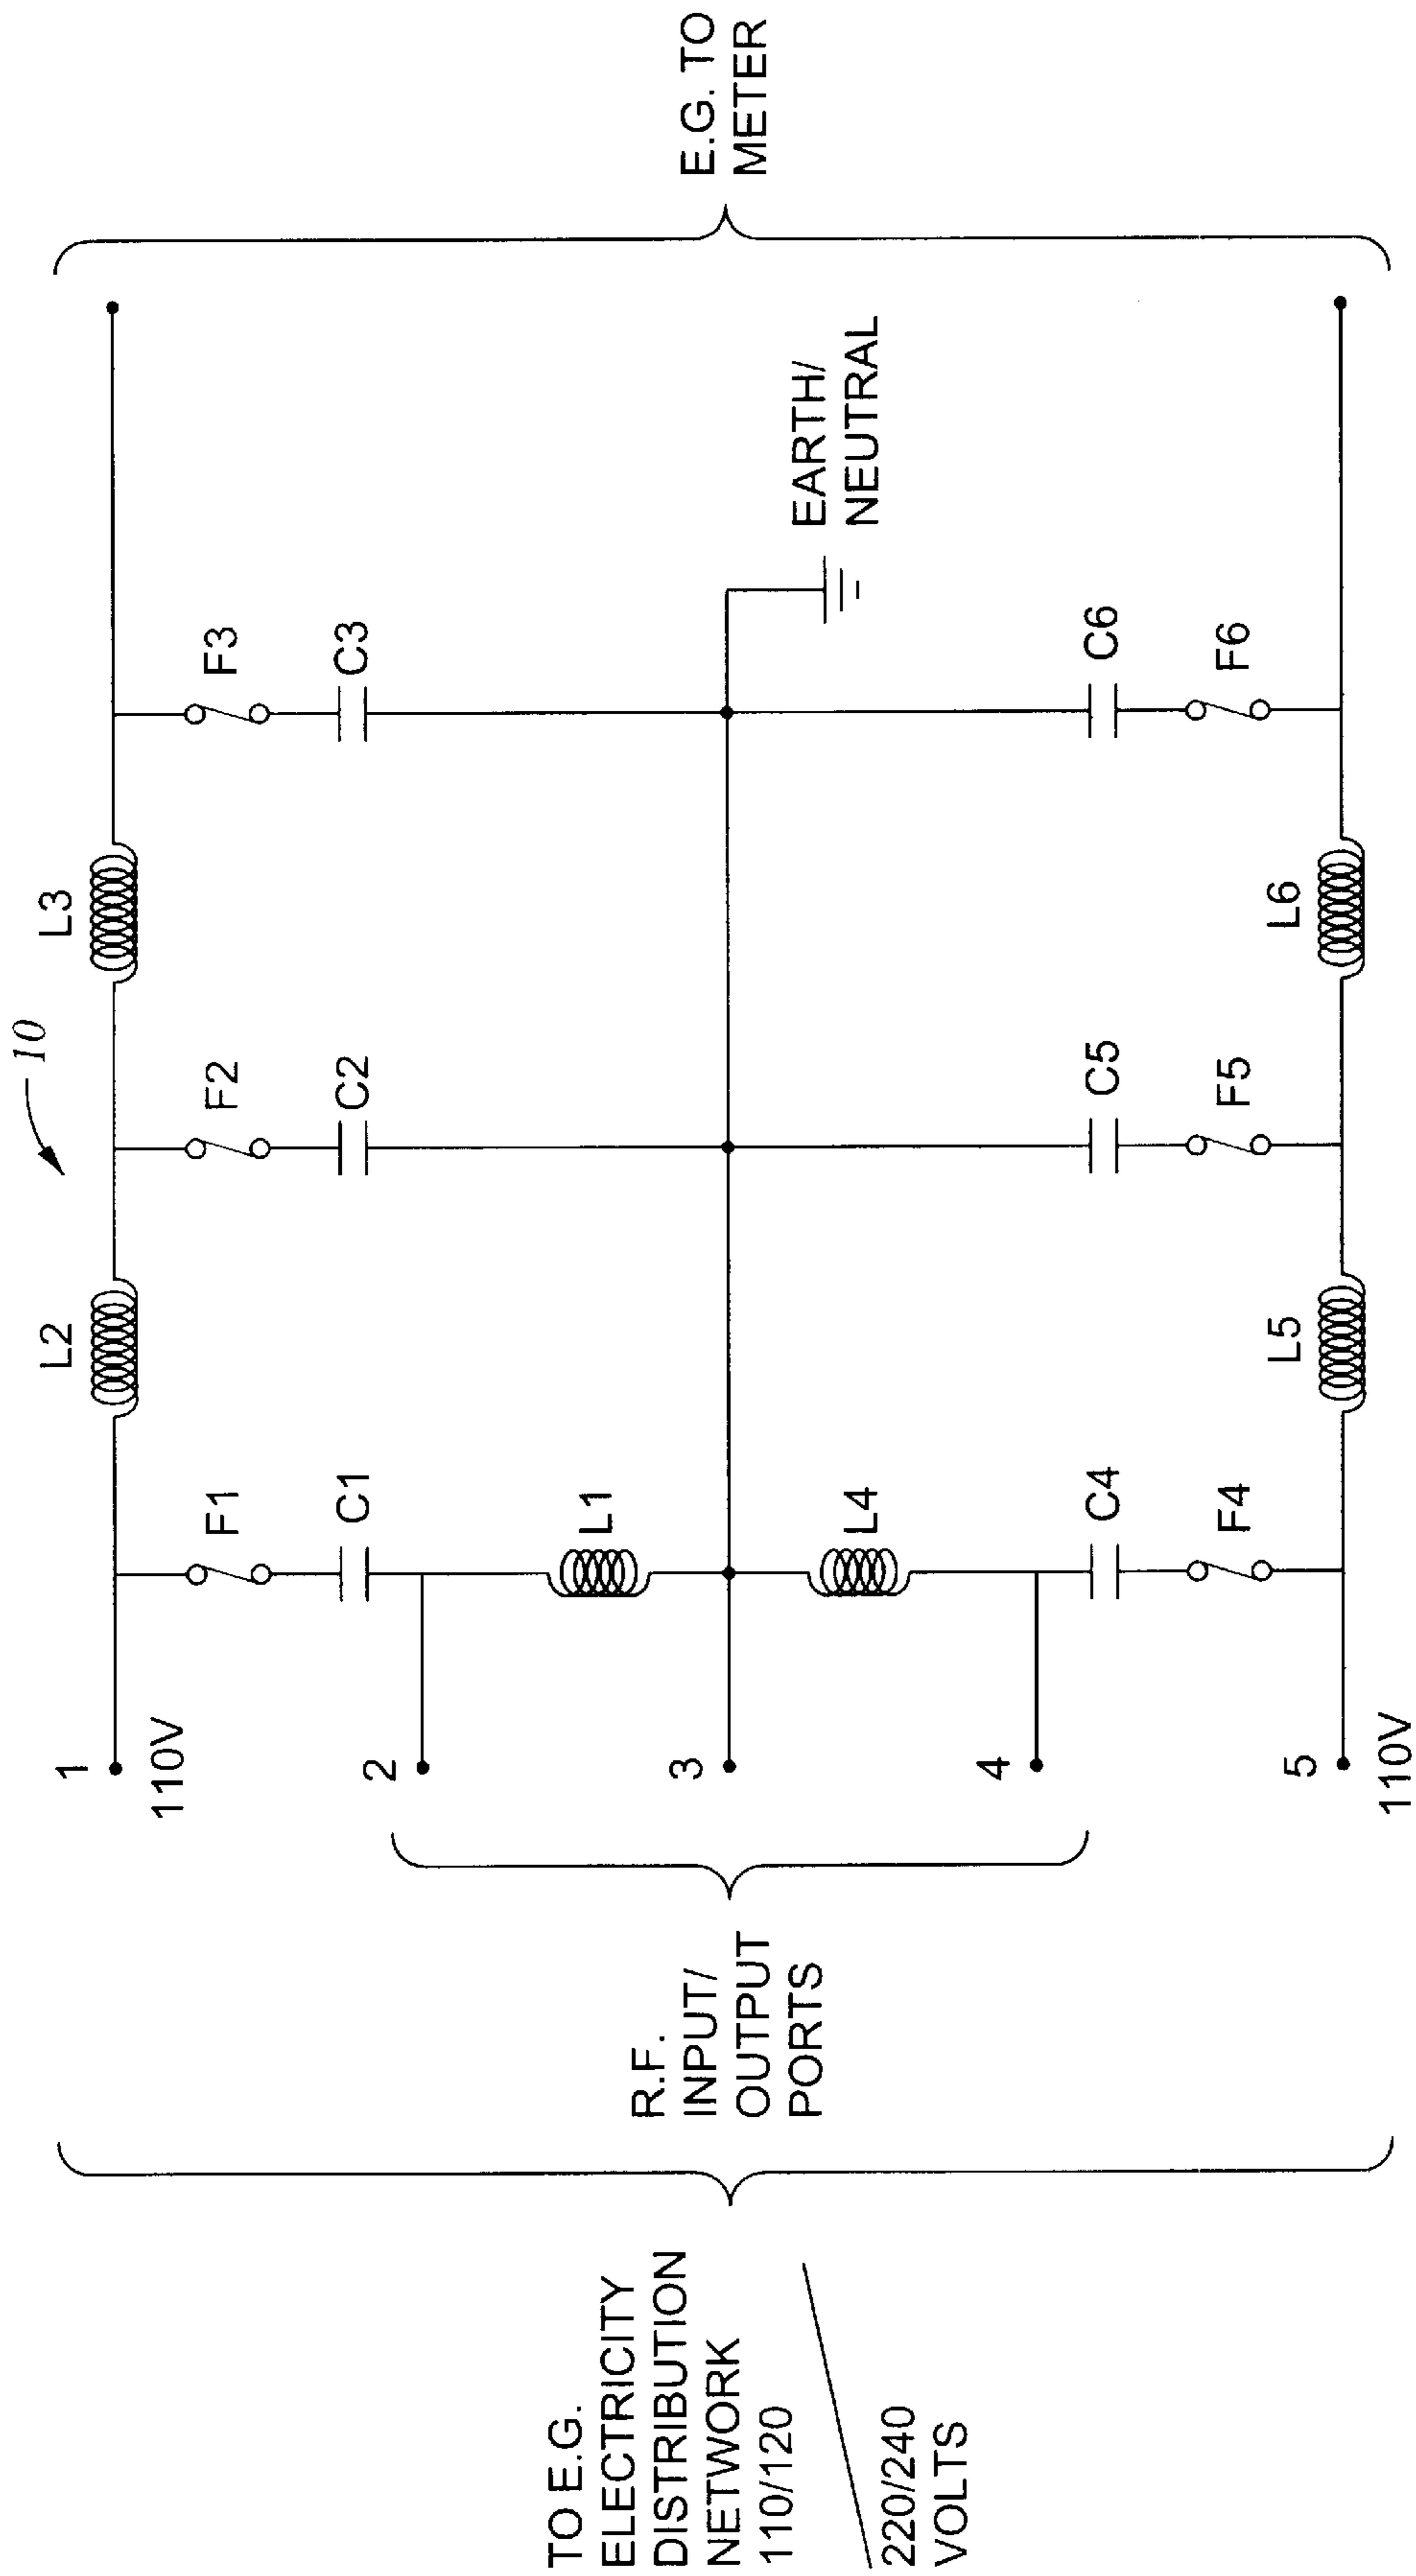 10
L2
L3
F1
F2
F3
C1
C2
C3
1
110V
2
3
4
5
110V
L1
L4
EARTH/
NEUTRAL
C4
C5
C6
F4
F5
F6
L5
L6
TO E.G.
ELECTRICITY
DISTRIBUTION
NETWORK
110/120
220/240
VOLTS
R.F.
INPUT/
OUTPUT
PORTS
E.G. TO
METER